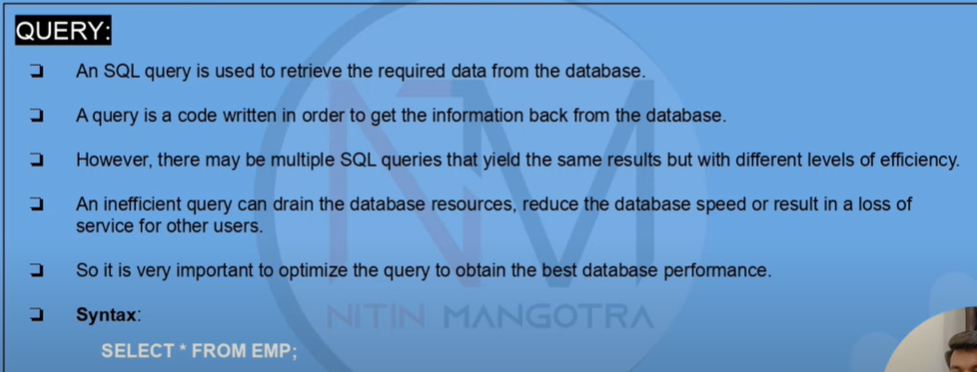 QUERY:
An SQL query is used to retrieve the required data from the database.
A query is a code written in order to get the information back from the database.
However, there may be multiple SQL queries that yield the same results but with different levels of efficiency.
An inefficient query can drain the database resources, reduce the database speed or result in a loss of
service for other users.
So it is very important to optimize the query to obtain the best database performance.
Syntax:
NITIN MANGOTRA
SELECT * FROM EMP;